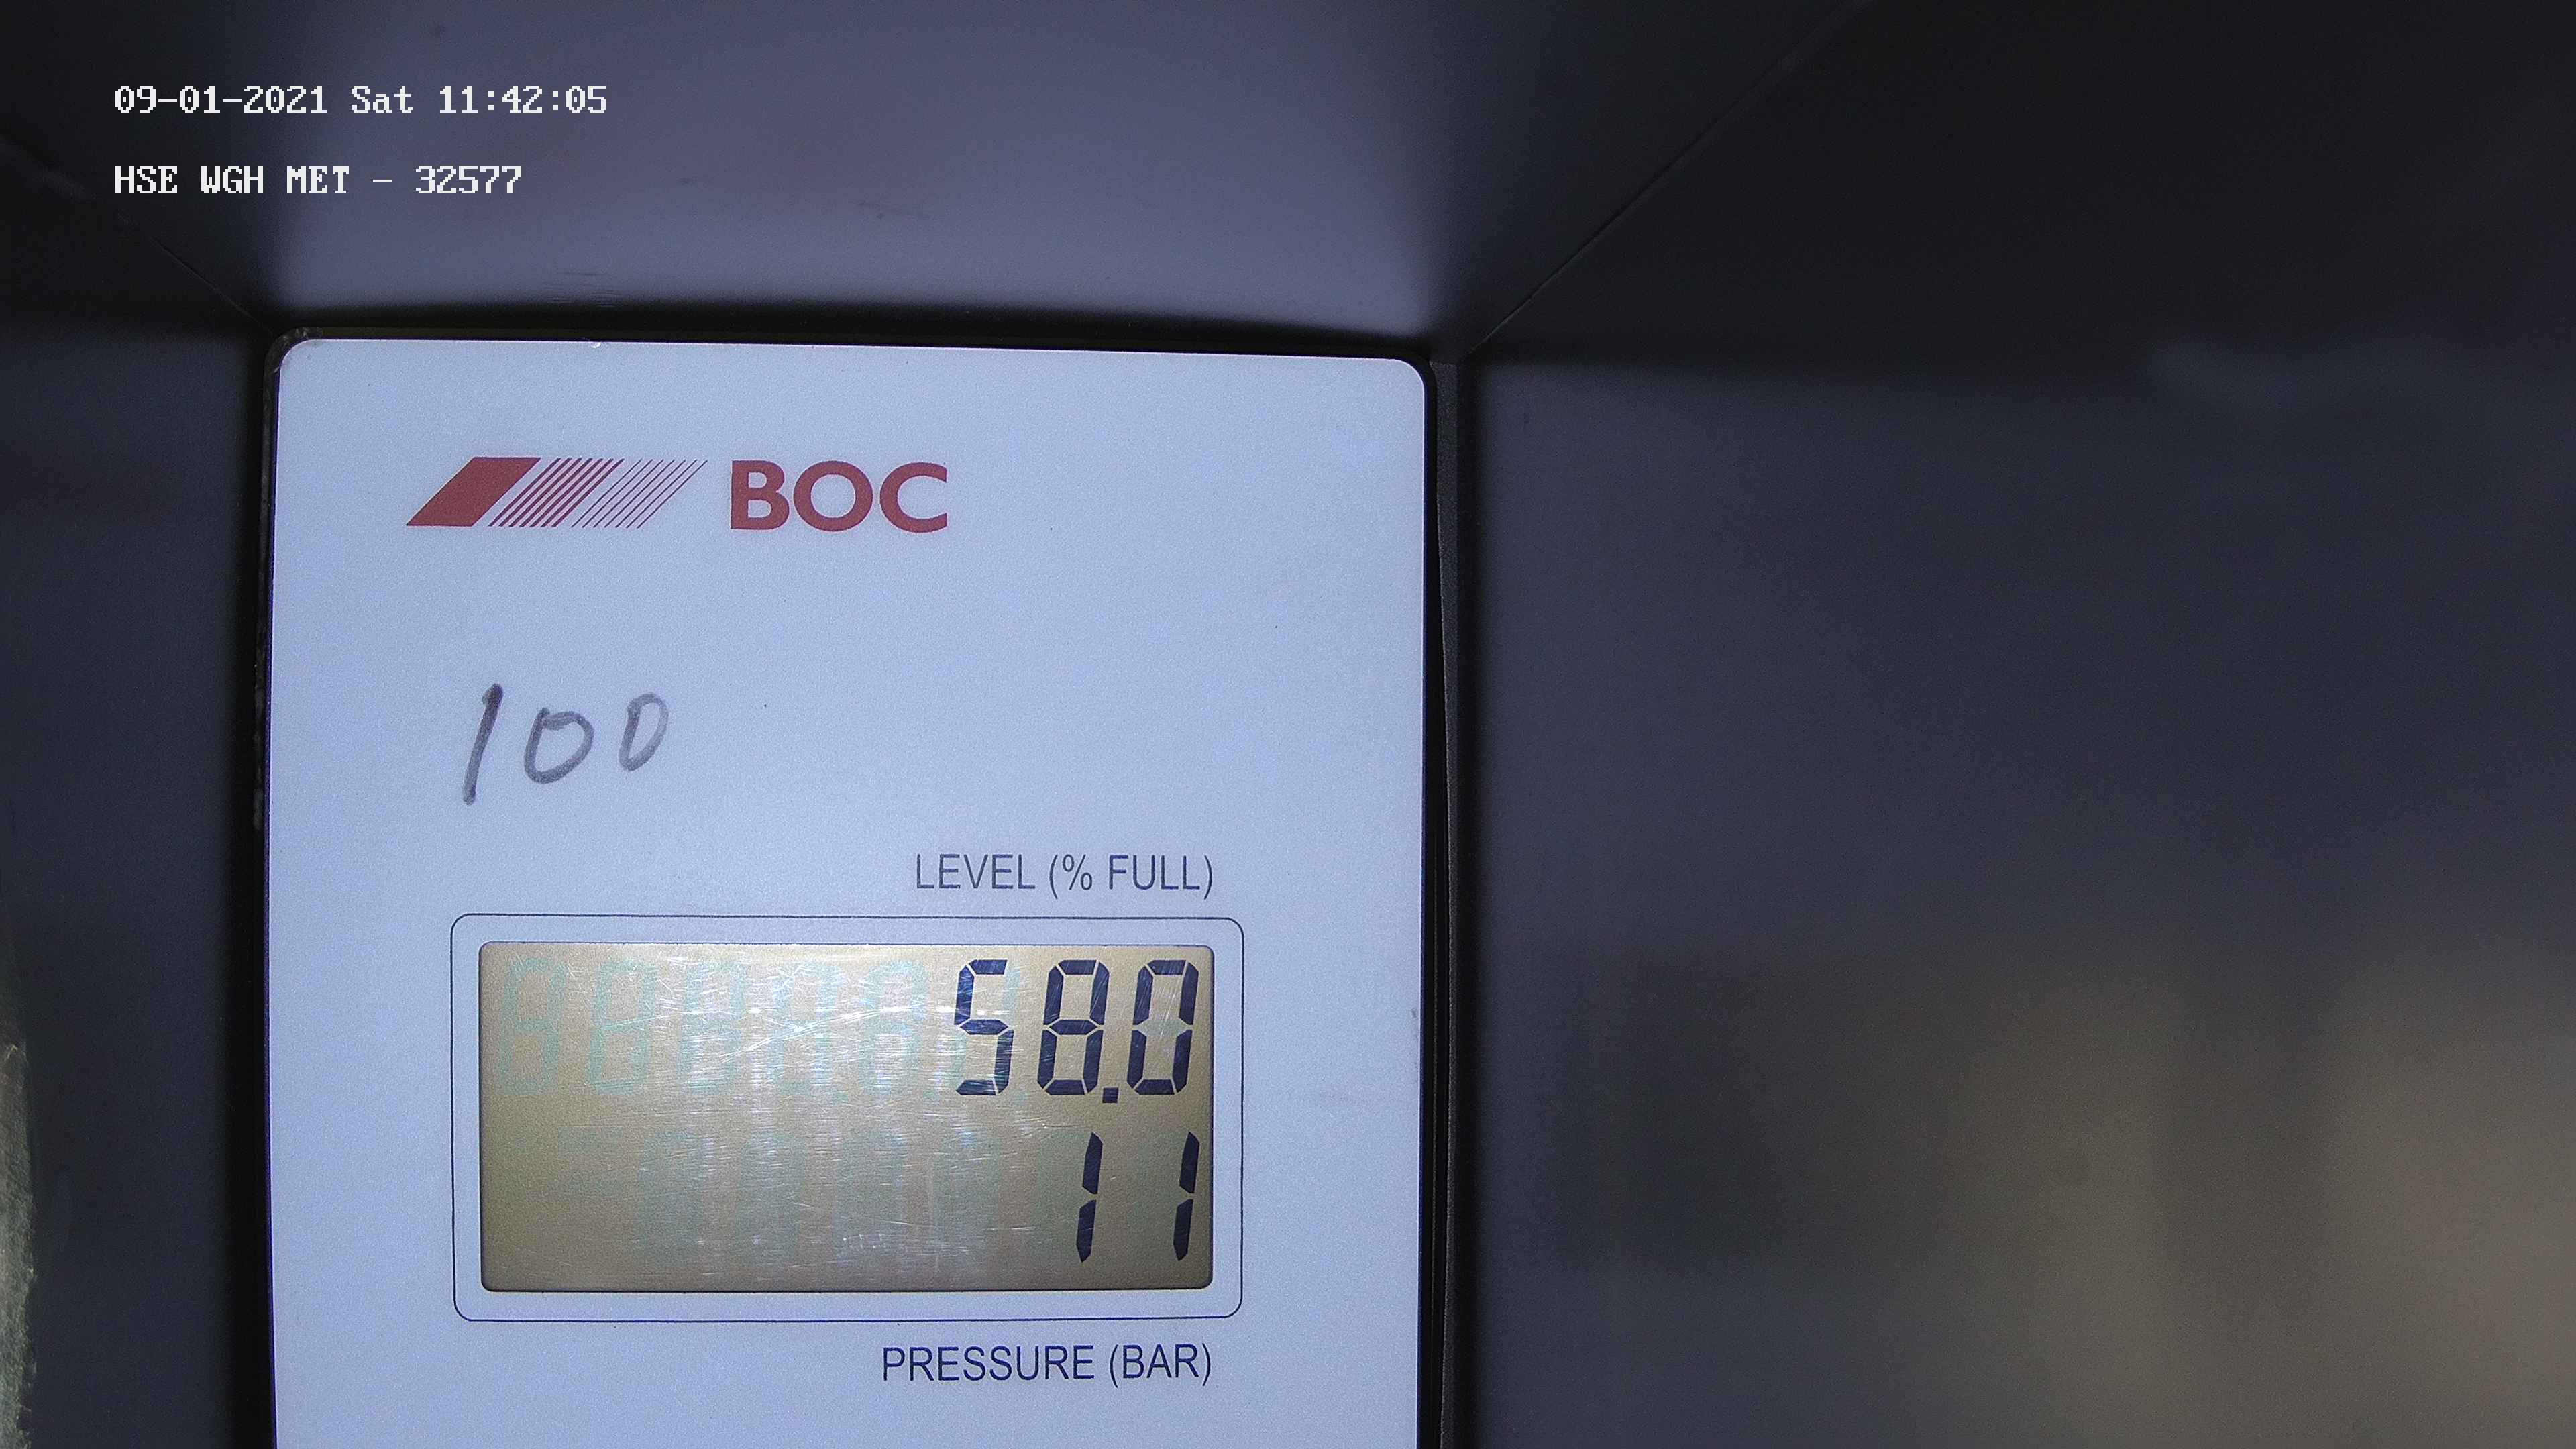 09-01-2021 Sat 11:42:05
HSE WGH MET - 32577
BOC
100
LEVEL (% FULL)
58.0
11
PRESSURE (BAR)